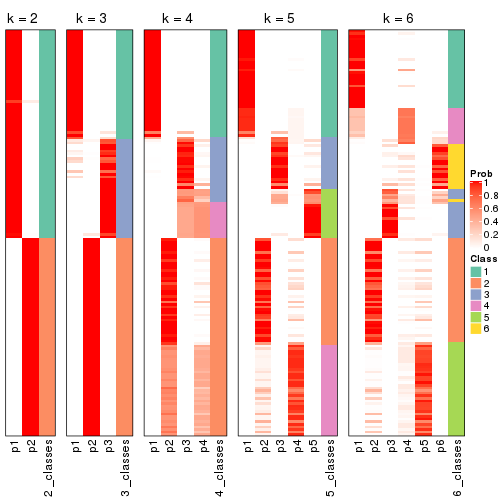 k = 2
k = 3
k = 4
k = 5
k = 6
Prob
1
0.8
0.6
0.4
0.2
0
Class
1
2
3
4
5
6
p1
p2
2_classes
p1
p2
p3
3_classes
p1
p2
p3
p4
4_classes
p1
p2
p3
p4
p5
5_classes
p1
p2
p3
p4
p5
p6
6_classes